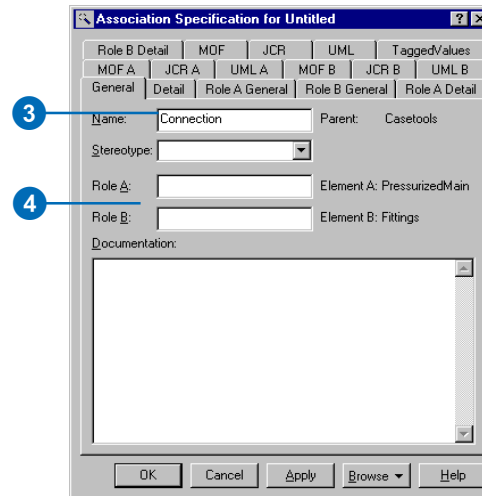 Association Specification for Untitled
Role B Detail MOF JCR UML TaggedValues
MOF A JCR A UML A MOF B JCR B UML B
General Detail Role A General Role B General Role A Detail
3
Name: Connection Parent: Casetools
Stereotype:
4
Role A: Element A: PressurizedMain
Role B: Element B: Fittings
Documentation:
OK Cancel Apply Browse Help